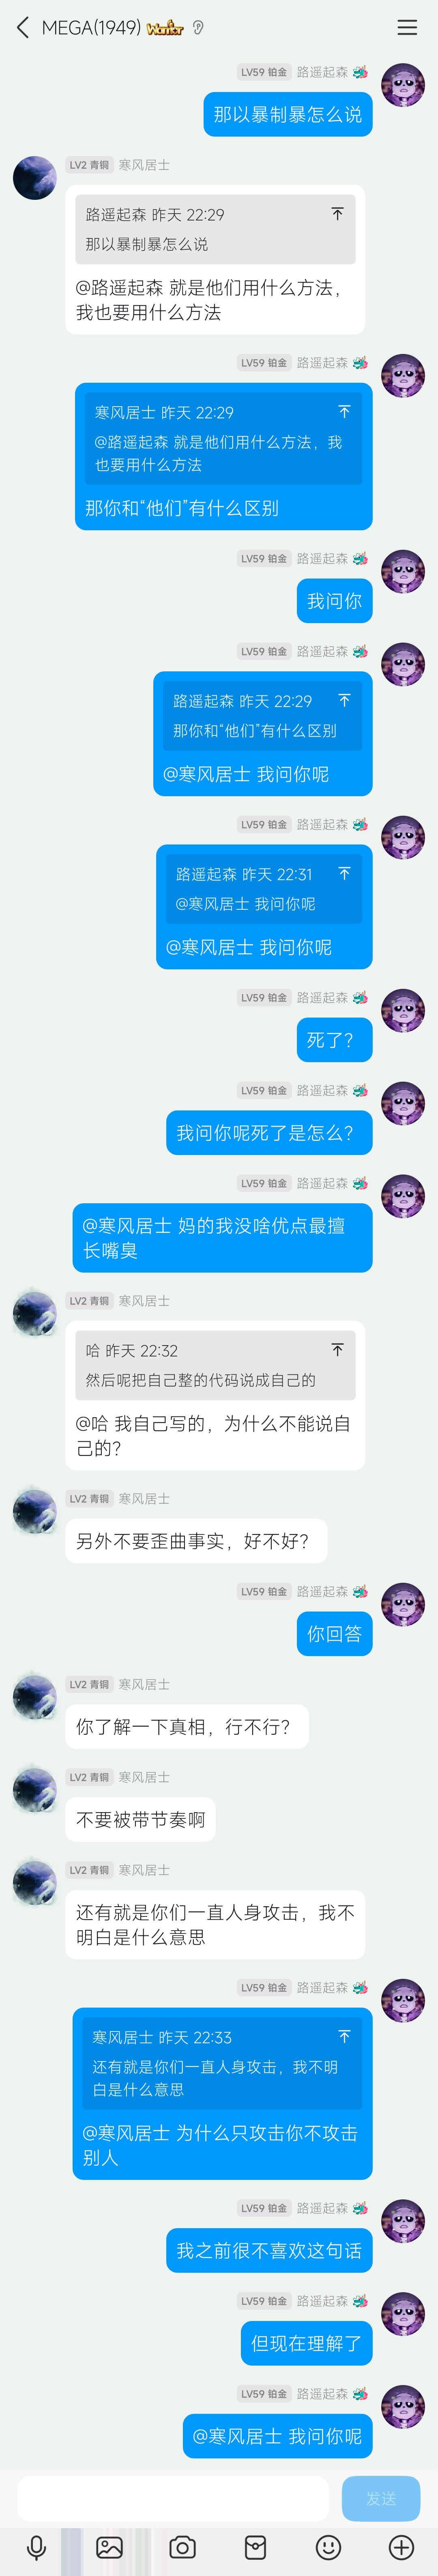 MEGA(1949)
LV59 铂金 路遥起森
那以暴制暴怎么说
LV2 青铜 寒风居士
路遥起森 昨天 22:29
那以暴制暴怎么说
@路遥起森 就是他们用什么方法，
我也要用什么方法
LV59 铂金 路遥起森
寒风居士 昨天 22:29
@路遥起森 就是他们用什么方法，我
也要用什么方法
那你和“他们”有什么区别
LV59 铂金 路遥起森
我问你
LV59 铂金 路遥起森
路遥起森 昨天 22:29
那你和“他们”有什么区别
@寒风居士 我问你呢
LV59 铂金 路遥起森
路遥起森 昨天 22:31
@寒风居士 我问你呢
@寒风居士 我问你呢
LV59 铂金 路遥起森
死了？
LV59 铂金 路遥起森
我问你呢死了是怎么？
LV59 铂金 路遥起森
@寒风居士 妈的我没啥优点最擅
长嘴臭
LV2 青铜 寒风居士
哈 昨天 22:32
然后呢把自己整的代码说成自己的
@哈 我自己写的，为什么不能说自
己的？
LV2 青铜 寒风居士
另外不要歪曲事实，好不好？
LV59 铂金 路遥起森
你回答
LV2 青铜 寒风居士
你了解一下真相，行不行？
LV2 青铜 寒风居士
不要被带节奏啊
LV2 青铜 寒风居士
还有就是你们一直人身攻击，我不
明白是什么意思
LV59 铂金 路遥起森
寒风居士 昨天 22:33
还有就是你们一直人身攻击，我不明
白是什么意思
@寒风居士 为什么只攻击你不攻击
别人
LV59 铂金 路遥起森
我之前很不喜欢这句话
LV59 铂金 路遥起森
但现在理解了
LV59 铂金 路遥起森
@寒风居士 我问你呢
发送